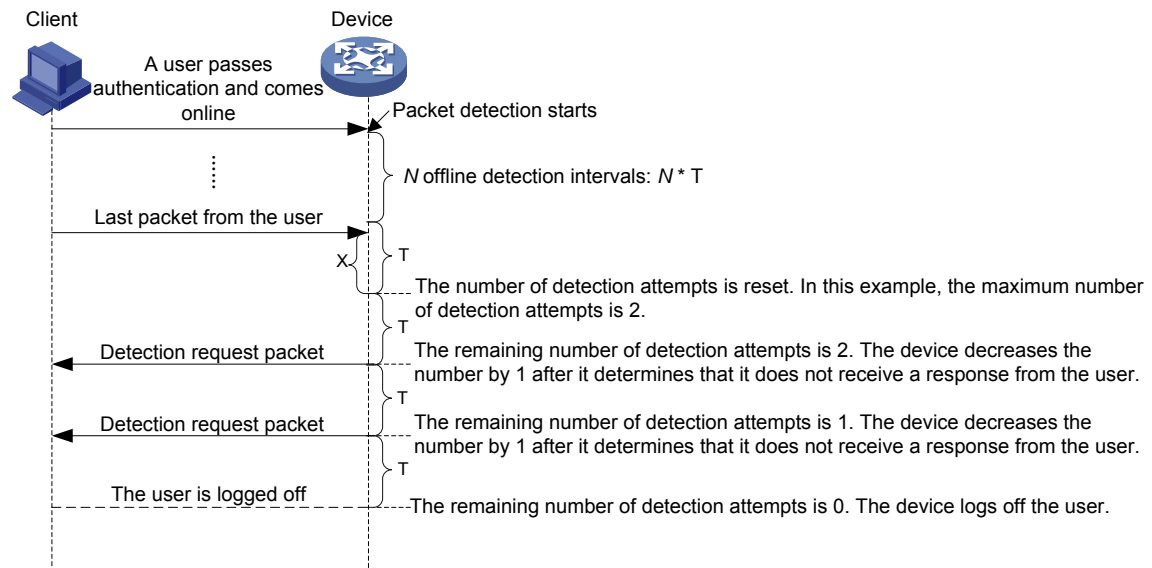 Client
Device
A user passes
authentication and comes
online
Packet detection starts
N offline detection intervals: N * T
Last packet from the user
X
T
The number of detection attempts is reset. In this example, the maximum number
of detection attempts is 2.
T
Detection request packet
The remaining number of detection attempts is 2. The device decreases the
number by 1 after it determines that it does not receive a response from the user.
T
Detection request packet
The remaining number of detection attempts is 1. The device decreases the
number by 1 after it determines that it does not receive a response from the user.
T
The user is logged off
The remaining number of detection attempts is 0. The device logs off the user.